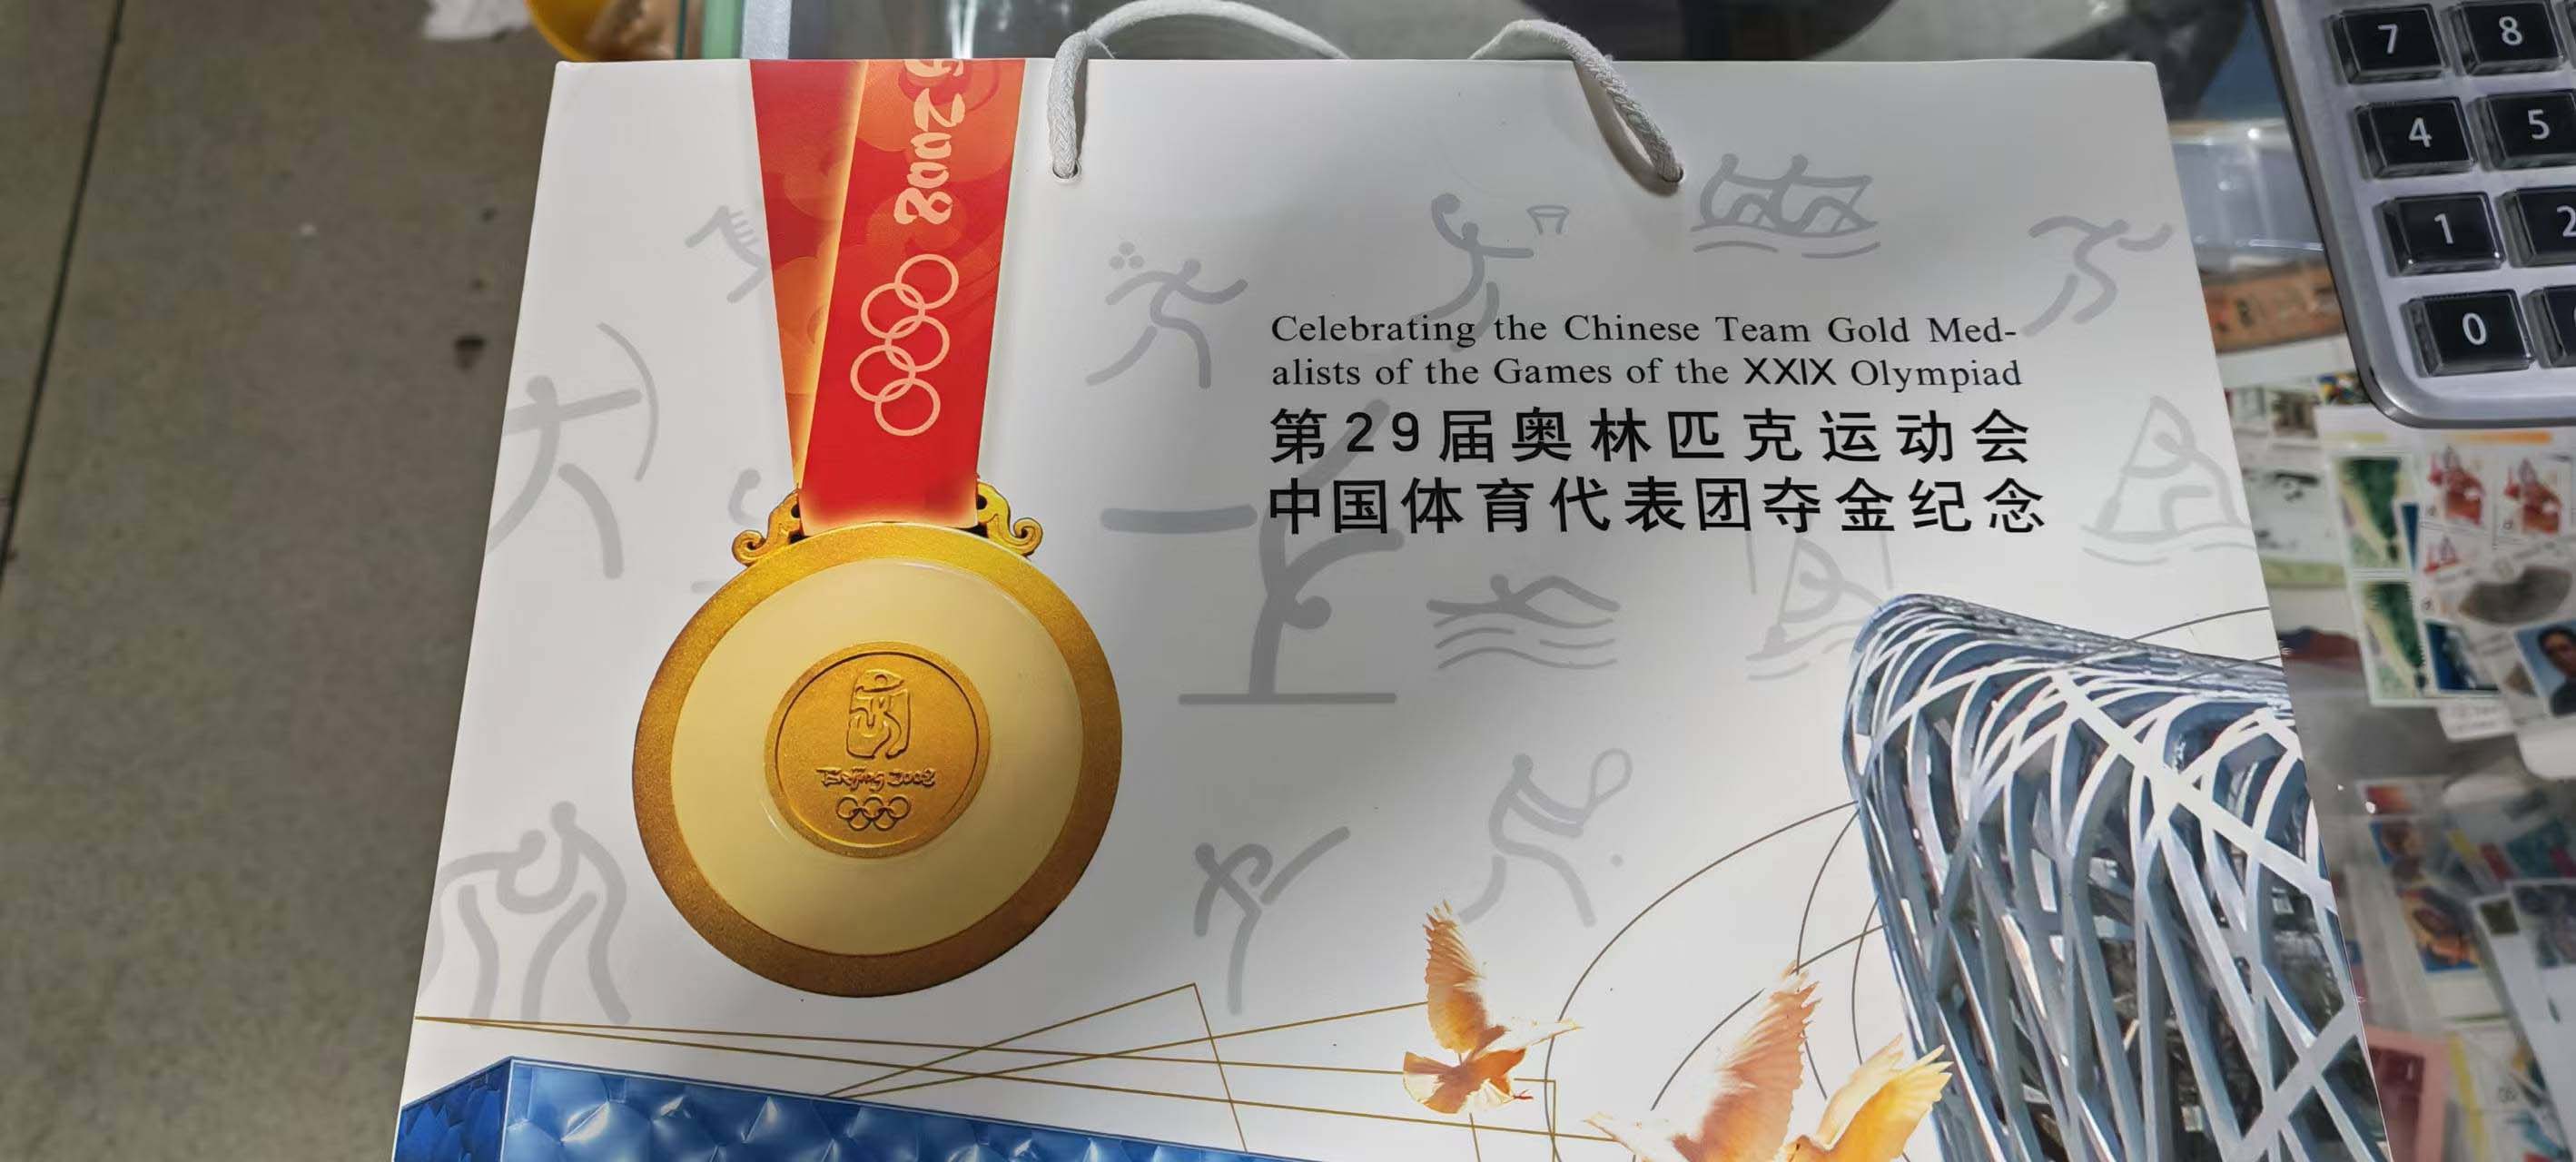 2008
Celebrating the Chinese Team Gold Med-
alists of the Games of the XXIX Olympiad
第29届奥林匹克运动会
中国体育代表团夺金纪念
Beijing 2008
7 8
4 5
1 2
0